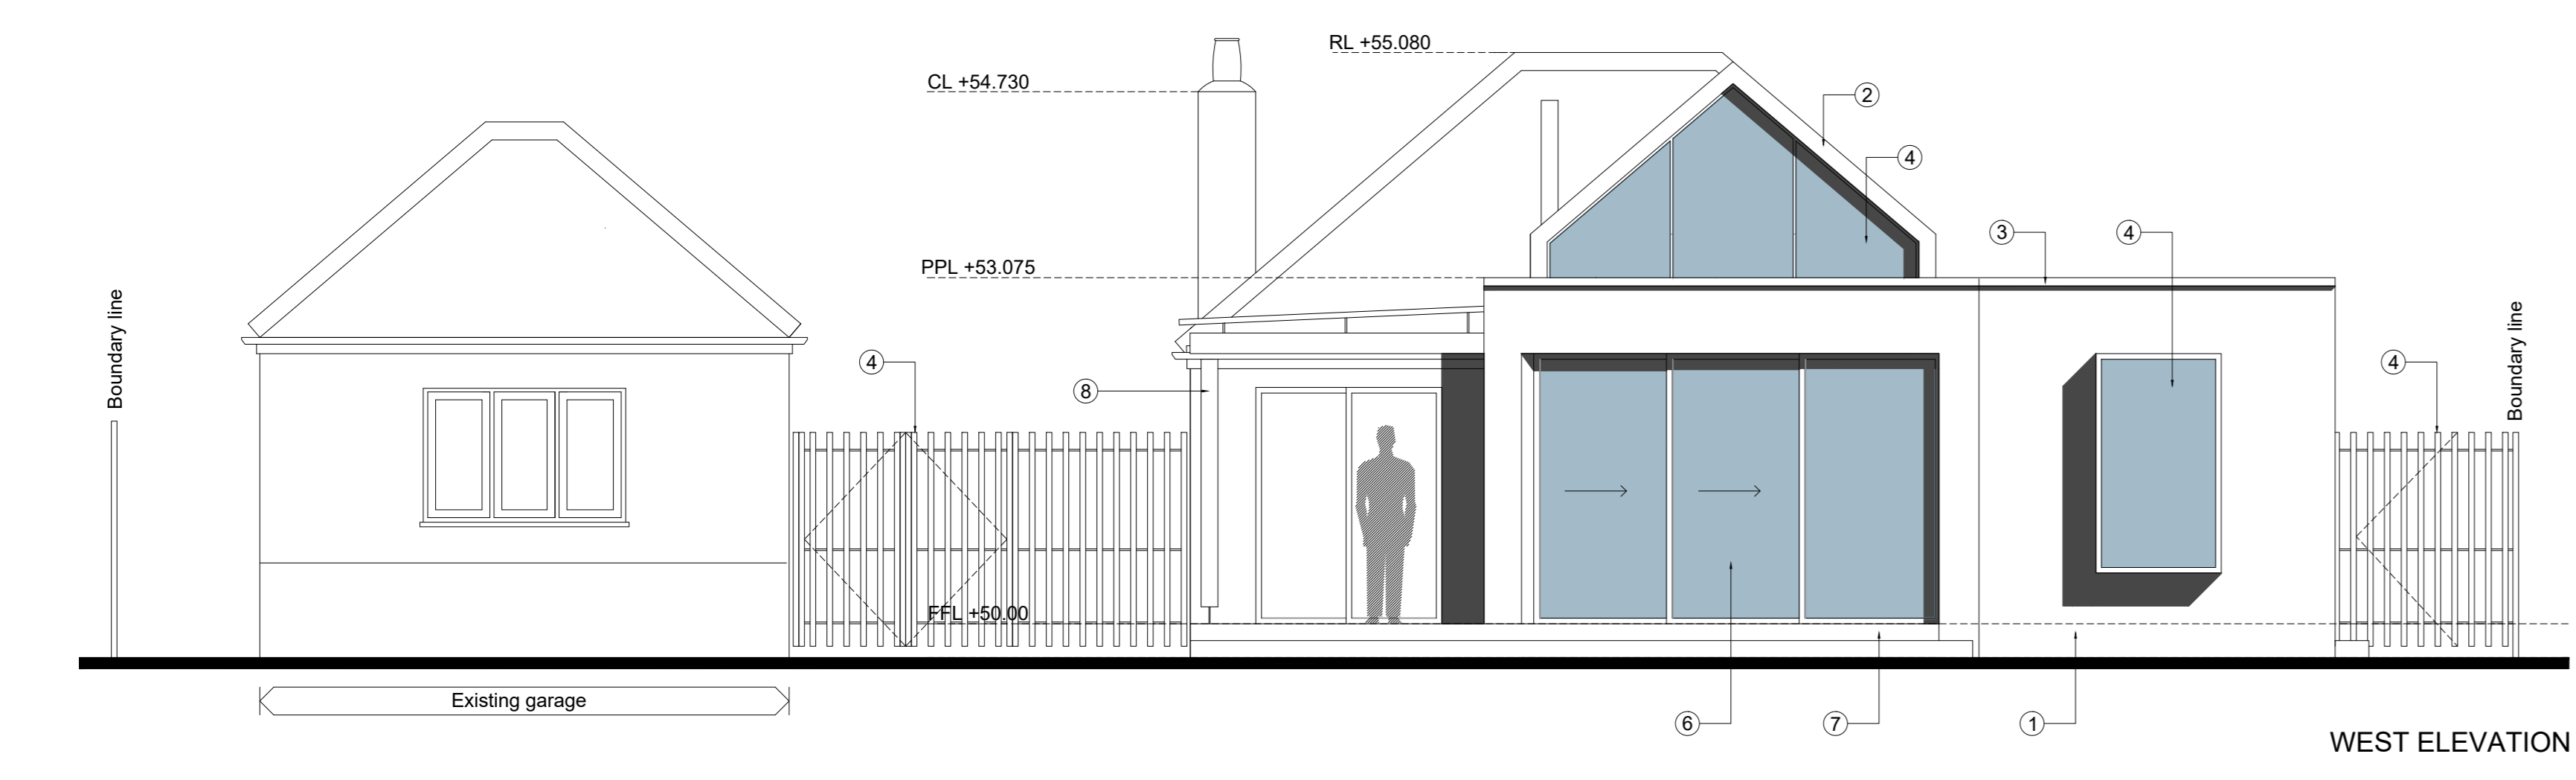 RL +55.080
CL +54.730
2
4
3
4
PPL +53.075
Boundary line
Boundary line
4
4
8
FFL +50.00
Existing garage
6
7
1
WEST ELEVATION